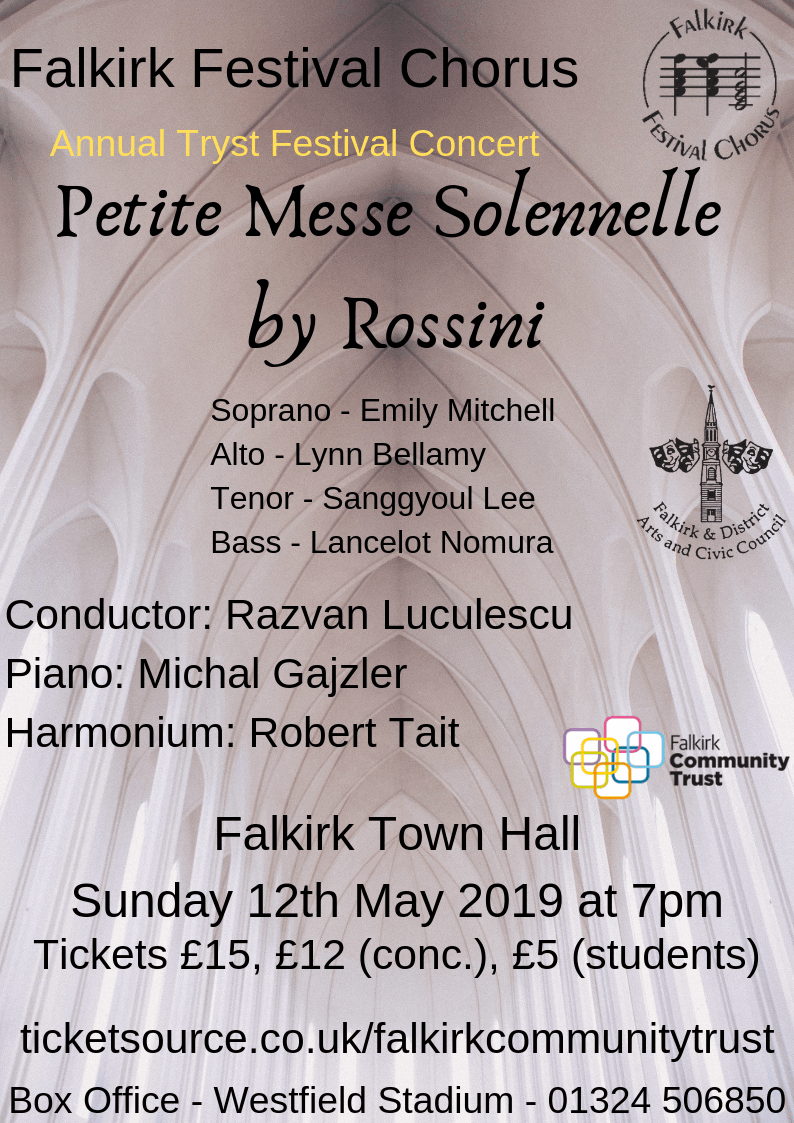 Falkirk Festival Chorus
Falkirk
Festival Chorus
Annual Tryst Festival Concert
Petite Messe Solennelle
by Rossini
Soprano - Emily Mitchell
Alto - Lynn Bellamy
Tenor - Sanggyoul Lee
Bass - Lancelot Nomura
Falkirk & District
Arts and Civic Council
Conductor: Razvan Luculescu
Piano: Michal Gajzler
Harmonium: Robert Tait
Falkirk
Community
Trust
Falkirk Town Hall
Sunday 12th May 2019 at 7pm
Tickets £15, £12 (conc.), £5 (students)
ticketsource.co.uk/falkirkcommunitytrust
Box Office - Westfield Stadium - 01324 506850